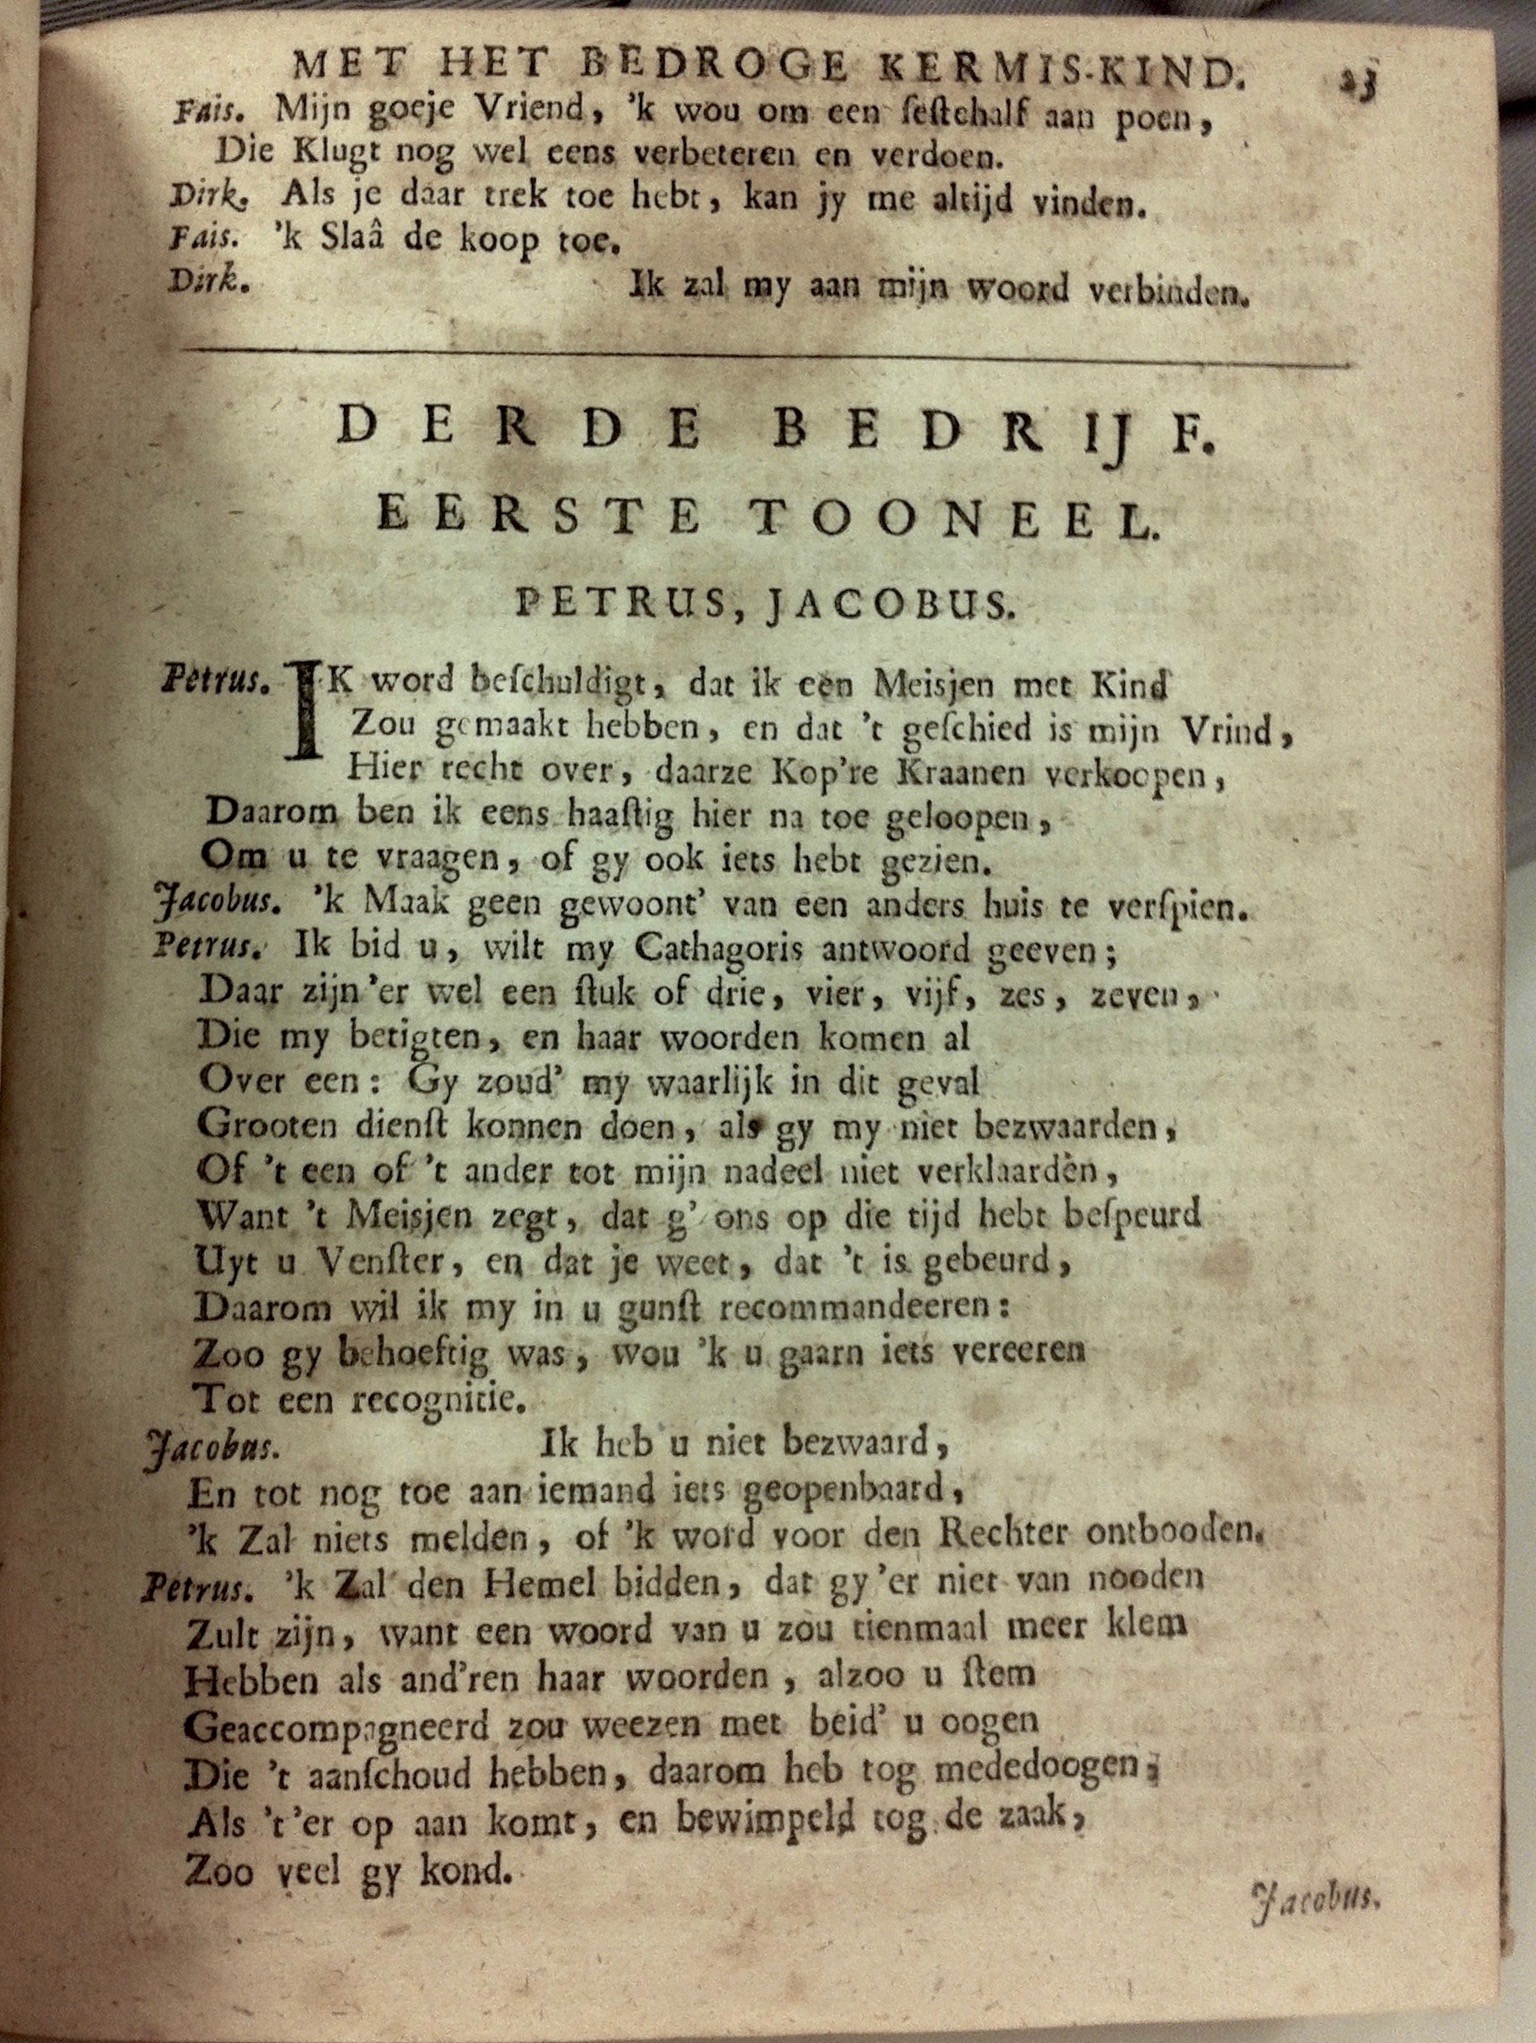 MET HET BEDROGE KERMIS-KIND. 23
Fais. Mijn goeje Vriend, 'k wou om een ſeſtehalf aan poen,
Die Klugt nog wel eens verbeteren en verdoen.
Dirk. Als je daar trek toe hebt, kan jy me altijd vinden.
Fais. 'k Slaâ de koop toe.
Dirk. Ik zal my aan mijn woord verbinden.
DERDE BEDRIJF.
EERSTE TOONEEL.
PETRUS, JACOBUS.
Petrus. IK word beſchuldigt, dat ik een Meisjen met Kind
Zou gemaakt hebben, en dat 't geſchied is mijn Vrind,
Hier recht over, daarze Kop're Kraanen verkoopen,
Daarom ben ik eens haaſtig hier na toe geloopen,
Om u te vraagen, of gy ook iets hebt gezien.
Jacobus. 'k Maak geen gewoont' van een anders huis te verſpien.
Petrus. Ik bid u, wilt my Cathagoris antwoord geeven;
Daar zijn 'er wel een ſtuk of drie, vier, vijf, zes, zeven,
Die my betigten, en haar woorden komen al
Over een: Gy zoud' my waarlijk in dit geval
Grooten dienſt konnen doen, als gy my niet bezwaarden,
Of 't een of 't ander tot mijn nadeel niet verklaarden,
Want 't Meisjen zegt, dat g' ons op die tijd hebt beſpeurd
Uyt u Venſter, en dat je weet, dat 't is gebeurd,
Daarom wil ik my in u gunſt recommandeeren:
Zoo gy behoeftig was, wou 'k u gaarn iets vereeren
Tot een recognitie.
Jacobus. Ik heb u niet bezwaard,
En tot nog toe aan iemand iets geopenbaard,
'k Zal niets melden, of 'k word voor den Rechter ontbooden.
Petrus. 'k Zal den Hemel bidden, dat gy 'er niet van nooden
Zult zijn, want een woord van u zou tienmaal meer klem
Hebben als and'ren haar woorden, alzoo u ſtem
Geaccompagneerd zou weezen met beid' u oogen
Die 't aanſchoud hebben, daarom heb tog mededoogen,
Als 't 'er op aan komt, en bewimpeld tog de zaak,
Zoo veel gy kond.
Jacobus.